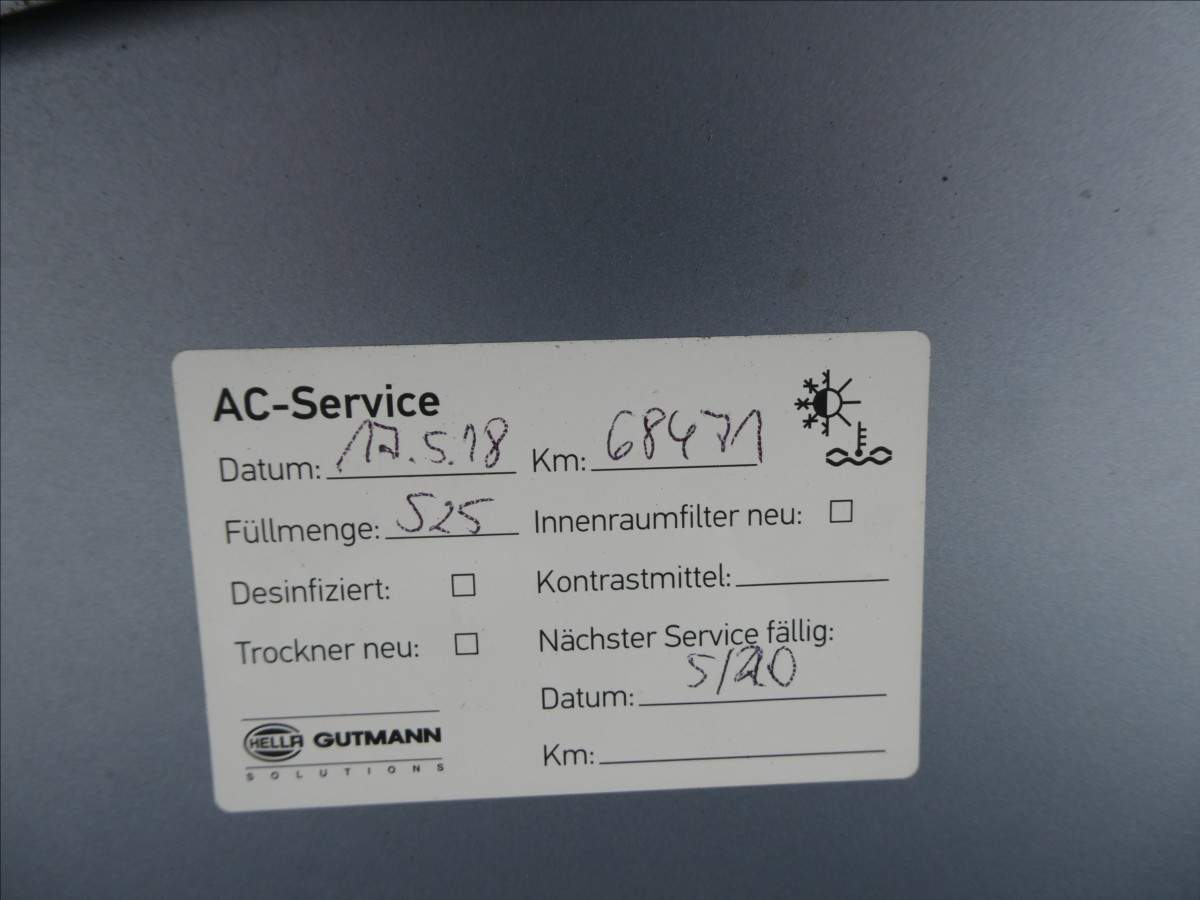 AC-Service
Datum: 17.5.18 Km: 68471
Füllmenge: 525 Innenraumfilter neu: ☐
Desinfiziert: ☐ Kontrastmittel:
Trockner neu: ☐ Nächster Service fällig:
Datum: 5/20
HELLA GUTMANN
SOLUTIONS
Km: